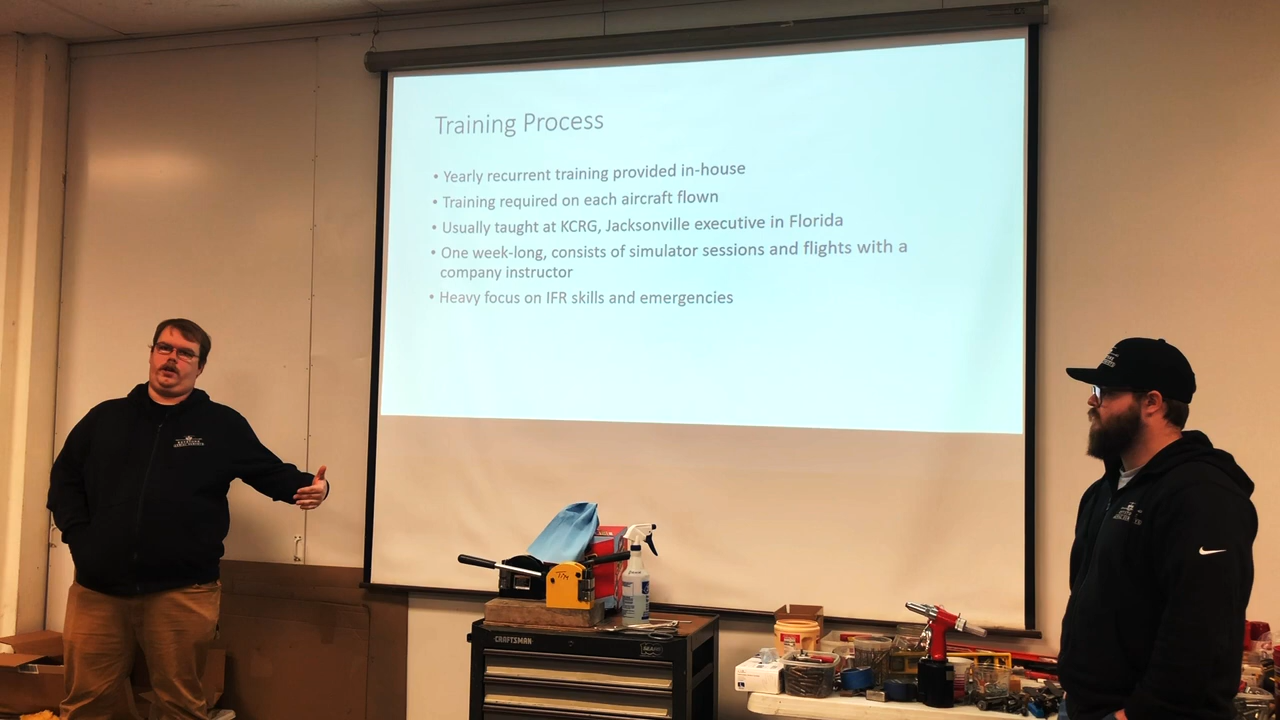 Training Process
• Yearly recurrent training provided in-house
• Training required on each aircraft flown
• Usually taught at KCRG, Jacksonville executive in Florida
• One week-long, consists of simulator sessions and flights with a
company instructor
• Heavy focus on IFR skills and emergencies
CRAFTSMAN
SEARS